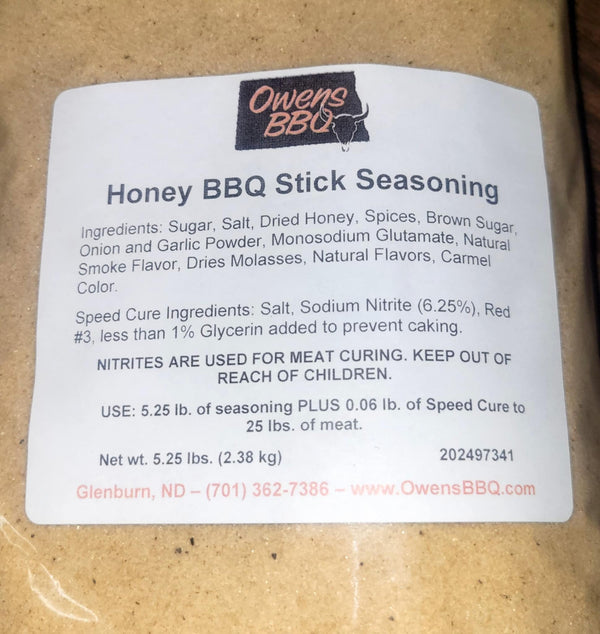 Owens
BBQ
Honey BBQ Stick Seasoning
Ingredients: Sugar, Salt, Dried Honey, Spices, Brown Sugar,
Onion and Garlic Powder, Monosodium Glutamate, Natural
Smoke Flavor, Dries Molasses, Natural Flavors, Carmel
Color.
Speed Cure Ingredients: Salt, Sodium Nitrite (6.25%), Red
#3, less than 1% Glycerin added to prevent caking.
NITRITES ARE USED FOR MEAT CURING. KEEP OUT OF
REACH OF CHILDREN.
USE: 5.25 lb. of seasoning PLUS 0.06 lb. of Speed Cure to
25 lbs. of meat.
Net wt. 5.25 lbs. (2.38 kg) 202497341
Glenburn, ND – (701) 362-7386 – www.OwensBBQ.com